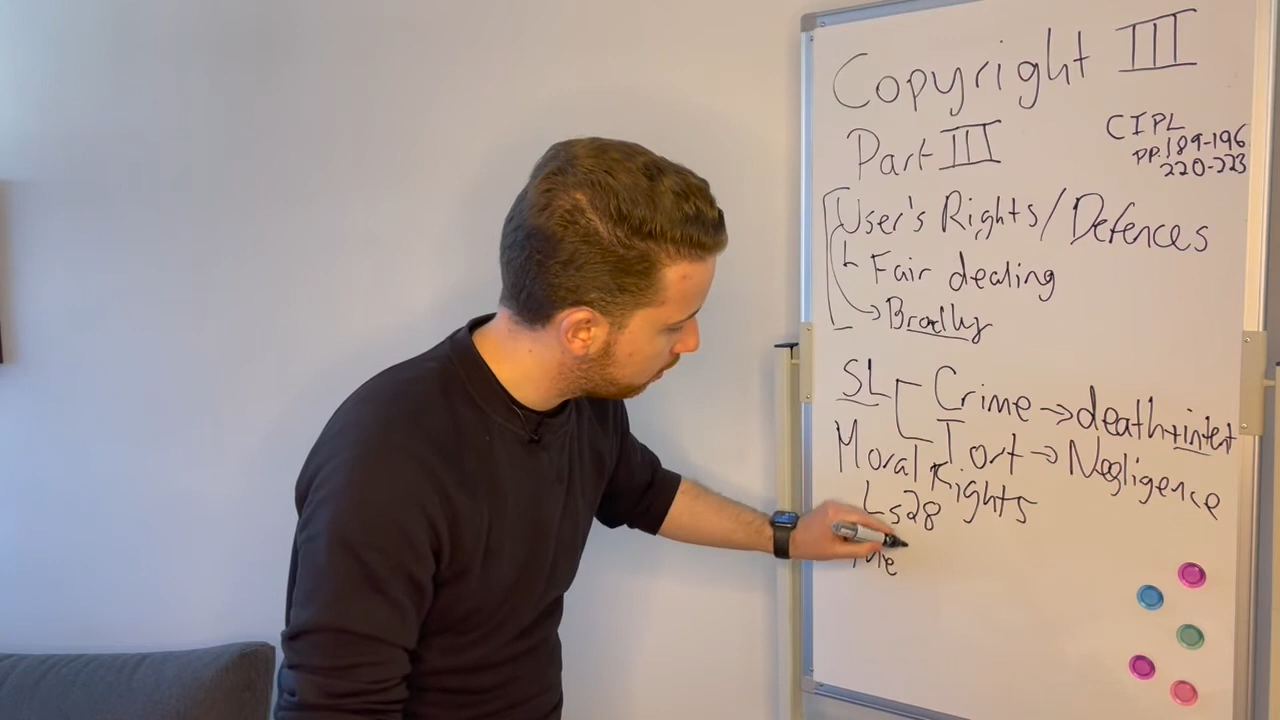 Copyright III
Part III
CIPL
pp. 189-196
220-223
User's Rights/Defences
Fair dealing
Broadly
SL Crime → death+intent
Tort → Negligence
Moral Rights
s28
Me